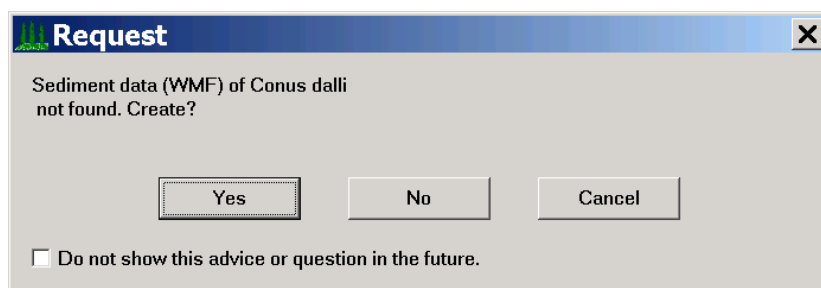 Request
Sediment data (WMF) of Conus dalli
not found. Create?
Yes No Cancel
Do not show this advice or question in the future.